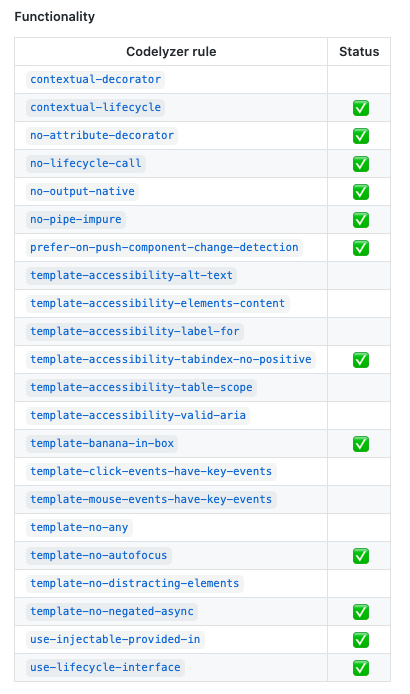 Functionality
Codelyzer rule Status
contextual-decorator
contextual-lifecycle ✅
no-attribute-decorator ✅
no-lifecycle-call ✅
no-output-native ✅
no-pipe-impure ✅
prefer-on-push-component-change-detection ✅
template-accessibility-alt-text
template-accessibility-elements-content
template-accessibility-label-for
template-accessibility-tabindex-no-positive ✅
template-accessibility-table-scope
template-accessibility-valid-aria
template-banana-in-box ✅
template-click-events-have-key-events
template-mouse-events-have-key-events
template-no-any
template-no-autofocus ✅
template-no-distracting-elements
template-no-negated-async ✅
use-injectable-provided-in ✅
use-lifecycle-interface ✅